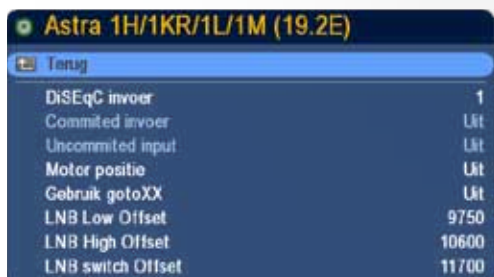 Astra 1H/1KR/1L/1M (19.2E)
Terug
DiSEqC invoer 1
Commited invoer Uit
Uncommited input Uit
Motor positie Uit
Gebruik gotoXX Uit
LNB Low Offset 9750
LNB High Offset 10600
LNB switch Offset 11700